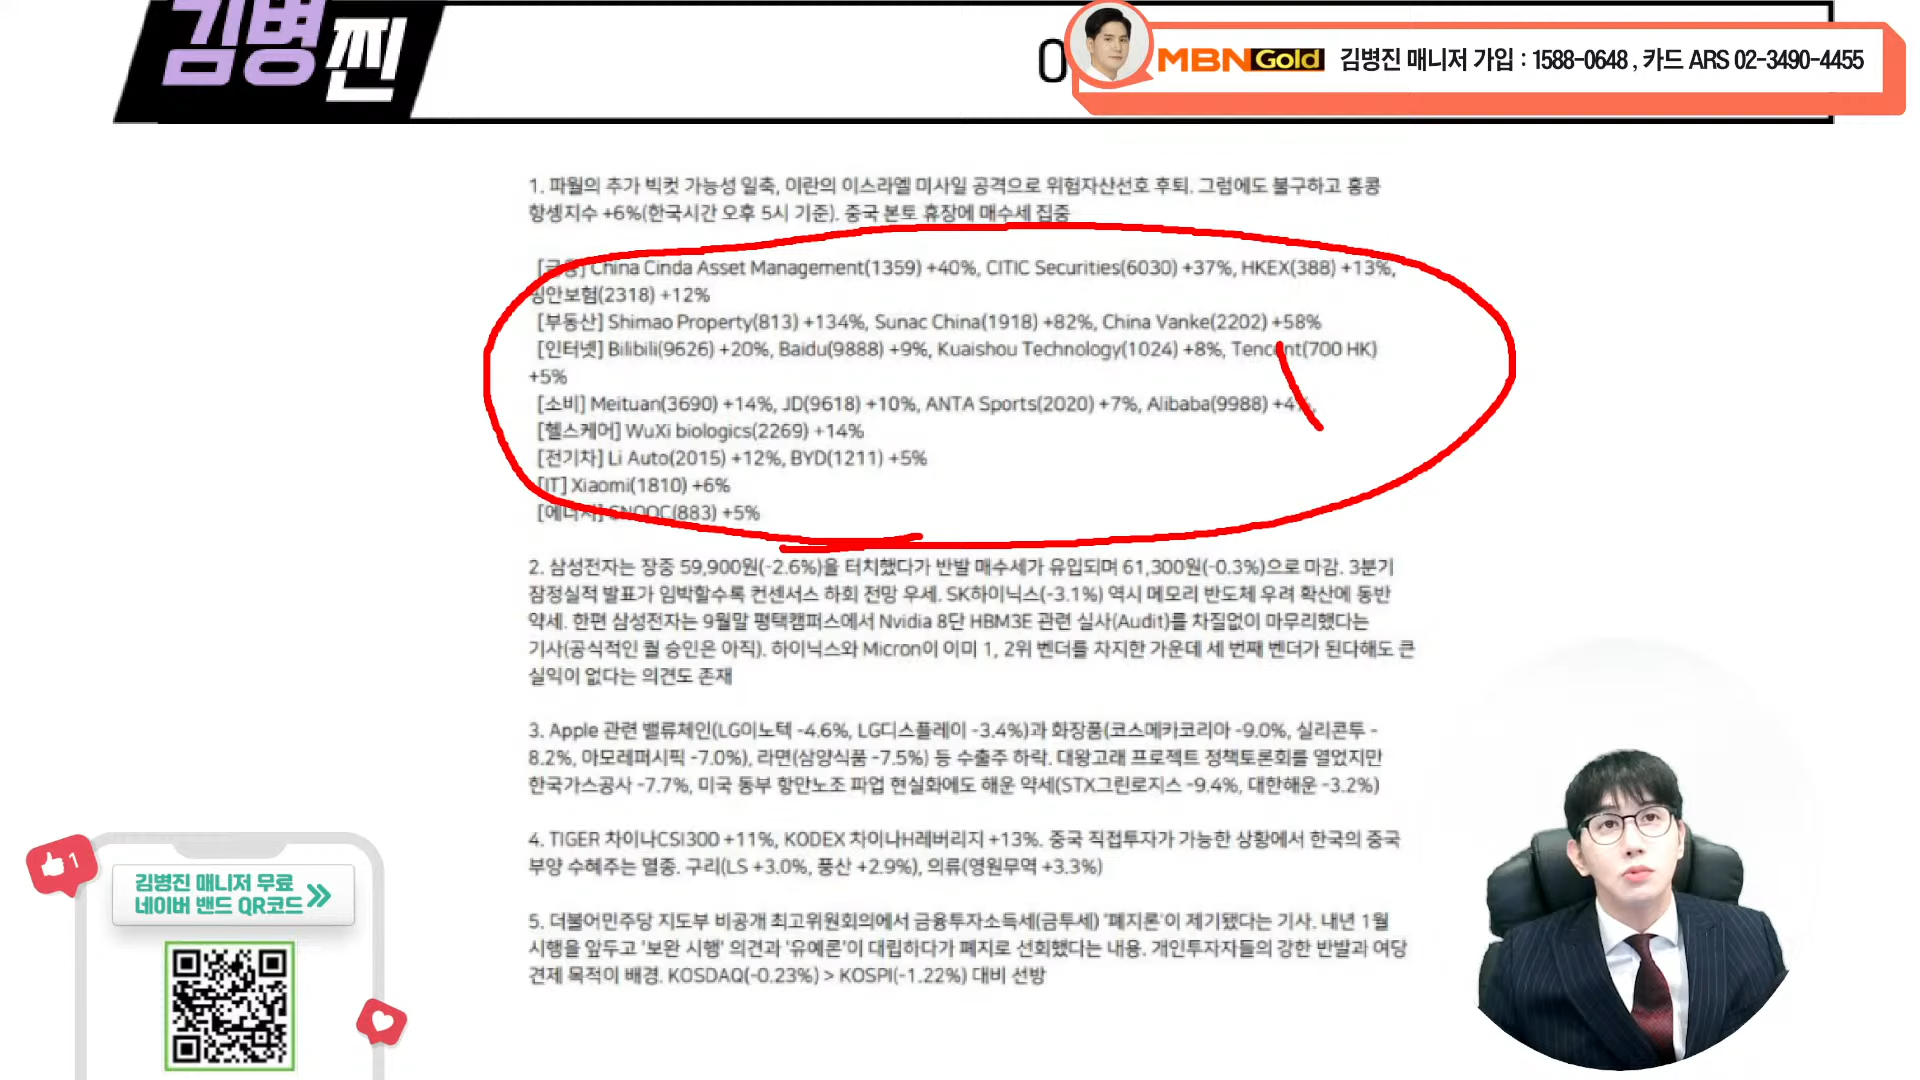 김병찐
0
MBNGold 김병진 매니저 가입 : 1588-0648 , 카드 ARS 02-3490-4455
1. 파월의 추가 빅컷 가능성 일축, 이란의 이스라엘 미사일 공격으로 위험자산선호 후퇴. 그럼에도 불구하고 홍콩
항셍지수 +6%(한국시간 오후 5시 기준). 중국 본토 휴장에 매수세 집중
[금융] China Cinda Asset Management(1359) +40%, CITIC Securities(6030) +37%, HKEX(388) +13%,
핑안보험(2318) +12%
[부동산] Shimao Property(813) +134%, Sunac China(1918) +82%, China Vanke(2202) +58%
[인터넷] Bilibili(9626) +20%, Baidu(9888) +9%, Kuaishou Technology(1024) +8%, Tencent(700 HK)
+5%
[소비] Meituan(3690) +14%, JD(9618) +10%, ANTA Sports(2020) +7%, Alibaba(9988) +4%,
[헬스케어] WuXi biologics(2269) +14%
[전기차] Li Auto(2015) +12%, BYD(1211) +5%
[IT] Xiaomi(1810) +6%
[에너지] CNOOC(883) +5%
2. 삼성전자는 장중 59,900원(-2.6%)을 터치했다가 반발 매수세가 유입되며 61,300원(-0.3%)으로 마감. 3분기
잠정실적 발표가 임박할수록 컨센서스 하회 전망 우세. SK하이닉스(-3.1%) 역시 메모리 반도체 우려 확산에 동반
약세. 한편 삼성전자는 9월말 평택캠퍼스에서 Nvidia 8단 HBM3E 관련 실사(Audit)를 차질없이 마무리했다는
기사(공식적인 퀄 승인은 아직). 하이닉스와 Micron이 이미 1, 2위 벤더를 차지한 가운데 세 번째 벤더가 된다해도 큰
실익이 없다는 의견도 존재
3. Apple 관련 밸류체인(LG이노텍 -4.6%, LG디스플레이 -3.4%)과 화장품(코스메카코리아 -9.0%, 실리콘투 -
8.2%, 아모레퍼시픽 -7.0%), 라면(삼양식품 -7.5%) 등 수출주 하락. 대왕고래 프로젝트 정책토론회를 열었지만
한국가스공사 -7.7%, 미국 동부 항만노조 파업 현실화에도 해운 약세(STX그린로지스 -9.4%, 대한해운 -3.2%)
4. TIGER 차이나CSI300 +11%, KODEX 차이나H레버리지 +13%. 중국 직접투자가 가능한 상황에서 한국의 중국
부양 수혜주는 멸종. 구리(LS +3.0%, 풍산 +2.9%), 의류(영원무역 +3.3%)
5. 더불어민주당 지도부 비공개 최고위원회의에서 금융투자소득세(금투세) '폐지론'이 제기됐다는 기사. 내년 1월
시행을 앞두고 '보완 시행' 의견과 '유예론'이 대립하다가 폐지로 선회했다는 내용. 개인투자자들의 강한 반발과 여당
견제 목적이 배경. KOSDAQ(-0.23%) > KOSPI(-1.22%) 대비 선방
1
김병진 매니저 무료
네이버 밴드 QR코드